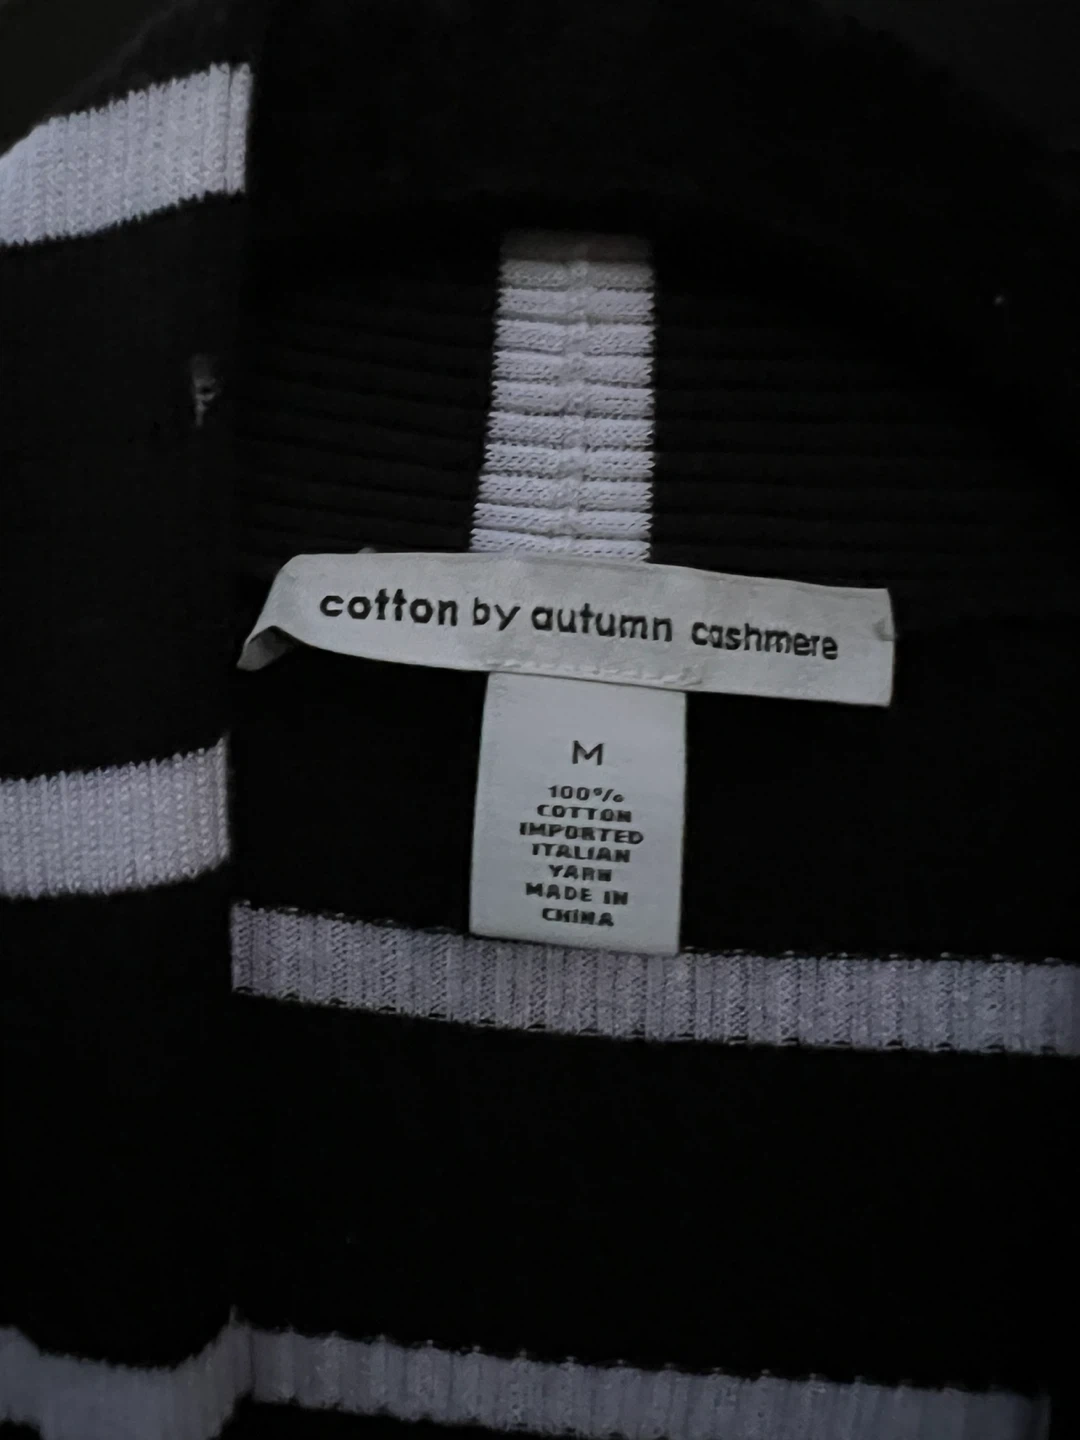 cotton by autumn cashmere
M
100%
COTTON
IMPORTED
ITALIAN
YARN
MADE IN
CHINA